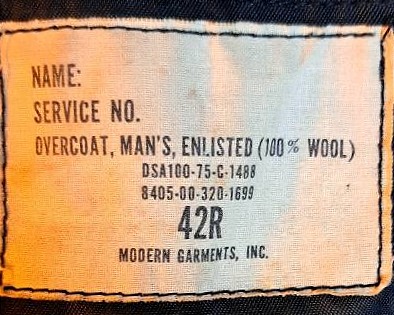 NAME:
SERVICE NO.
OVERCOAT, MAN'S, ENLISTED (100% WOOL)
DSA100-75-C-1488
8405-00-320-1699
42R
MODERN GARMENTS, INC.